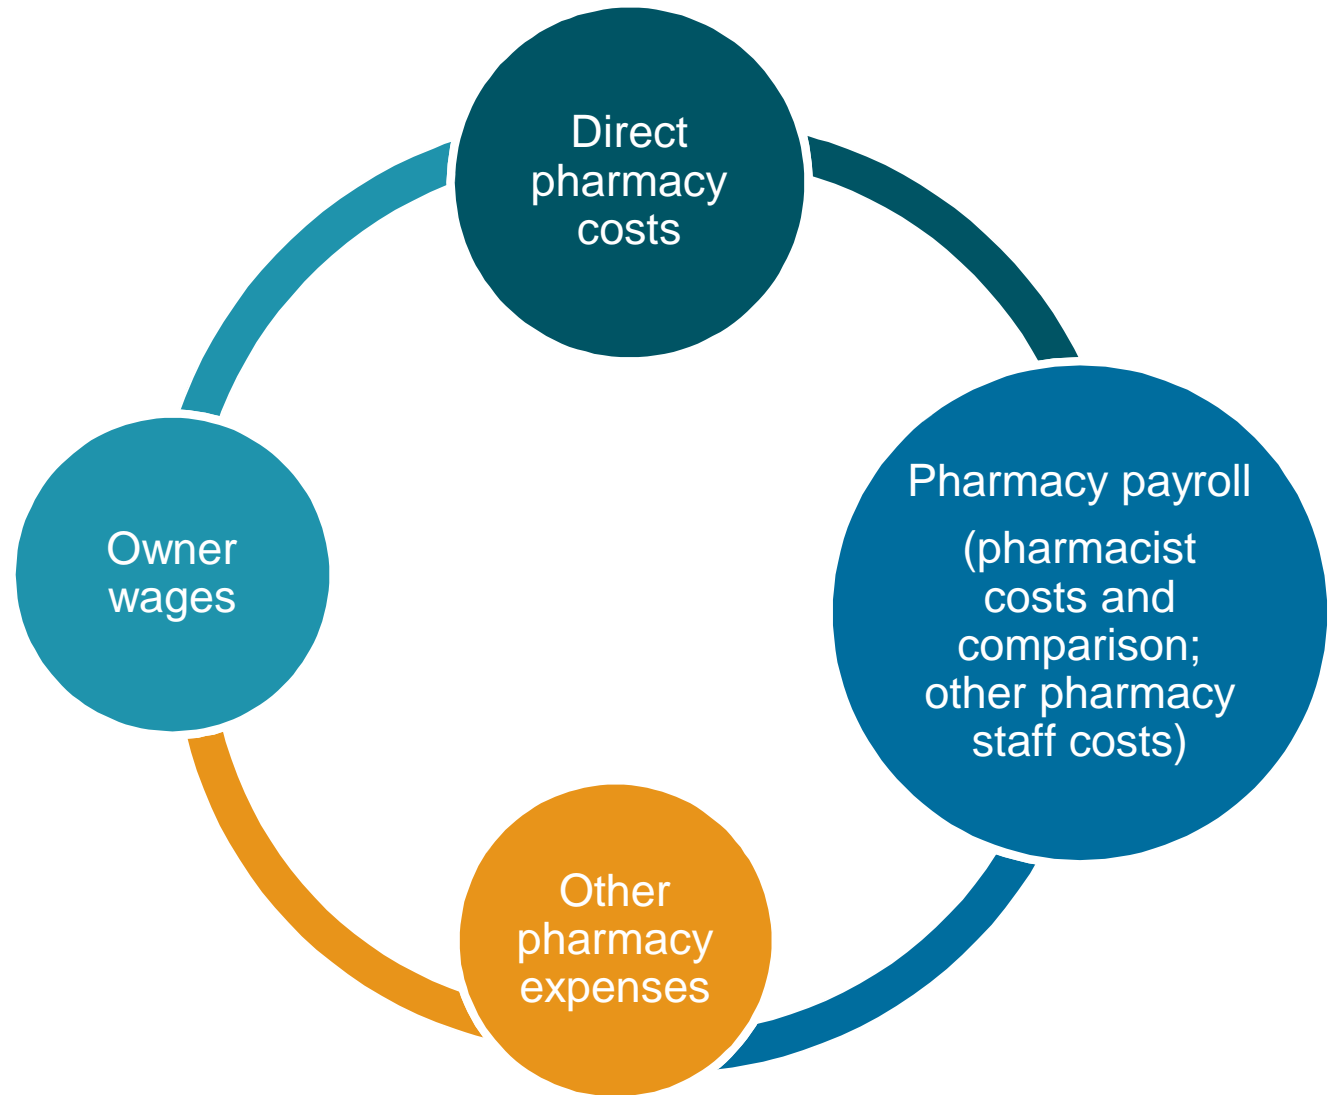 Direct
pharmacy
costs
Pharmacy payroll
(pharmacist
costs and
comparison;
other pharmacy
staff costs)
Other
pharmacy
expenses
Owner
wages